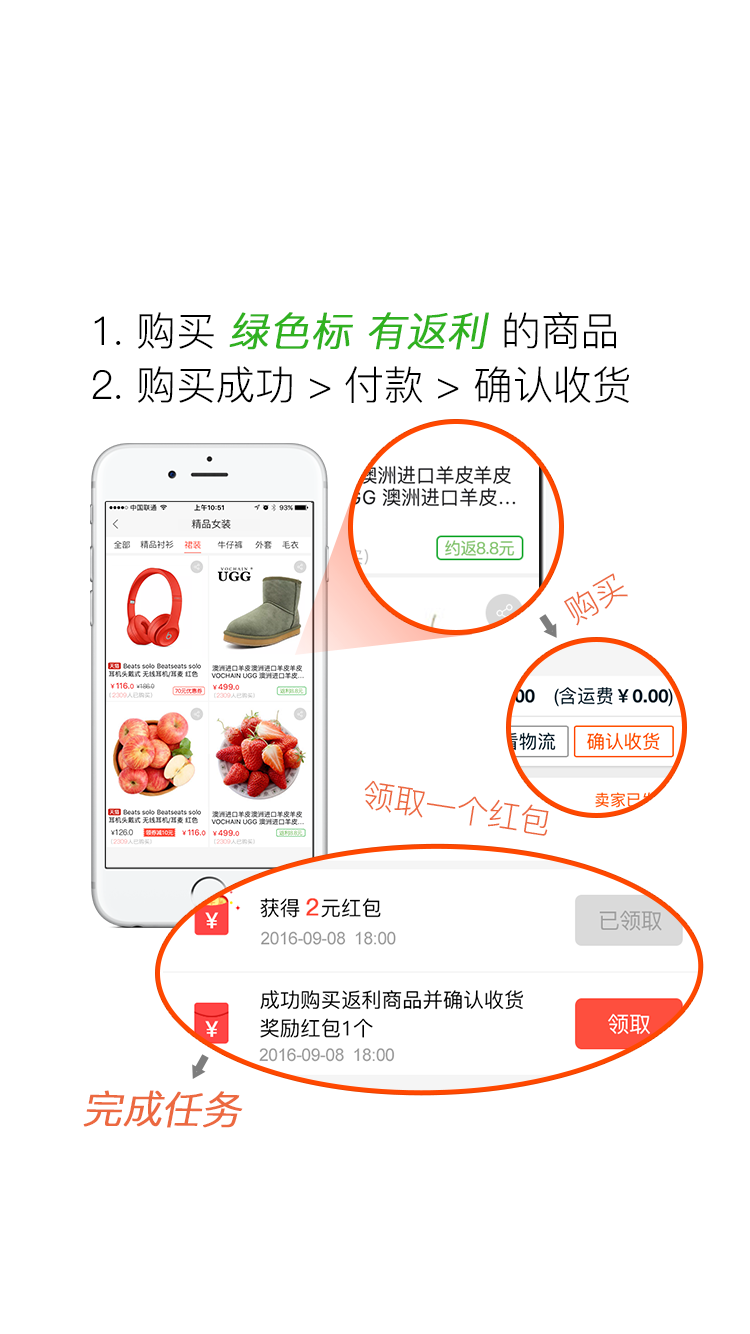 1. 购买 绿色标 有返利 的商品
2. 购买成功 > 付款 > 确认收货
中国联通
上午10:51
93%
精品女装
全部 精品衬衫 裙装 牛仔裤 外套 毛衣
VOCHAIN
UGG
天猫 Beats solo Beatseats solo
耳机头戴式 无线耳机/耳麦 红色
¥116.0 ¥186.0
70元优惠券
(2309人已购买)
澳洲进口羊皮澳洲进口羊皮羊皮
VOCHAIN UGG 澳洲进口羊皮...
¥499.0
返利8.8元
(2309人已购买)
天猫 Beats solo Beatseats solo
耳机头戴式 无线耳机/耳麦 红色
¥126.0 领券减10元 ¥116.0
(2309人已购买)
澳洲进口羊皮澳洲进口羊皮羊皮
VOCHAIN UGG 澳洲进口羊皮...
¥499.0
返利8.8元
(2309人已购买)
澳洲进口羊皮羊皮
GG 澳洲进口羊皮...
约返8.8元
购买
00 (含运费¥0.00)
看物流 确认收货
卖家已
领取一个红包
获得 2元红包
2016-09-08 18:00
已领取
成功购买返利商品并确认收货
奖励红包1个
2016-09-08 18:00
领取
完成任务